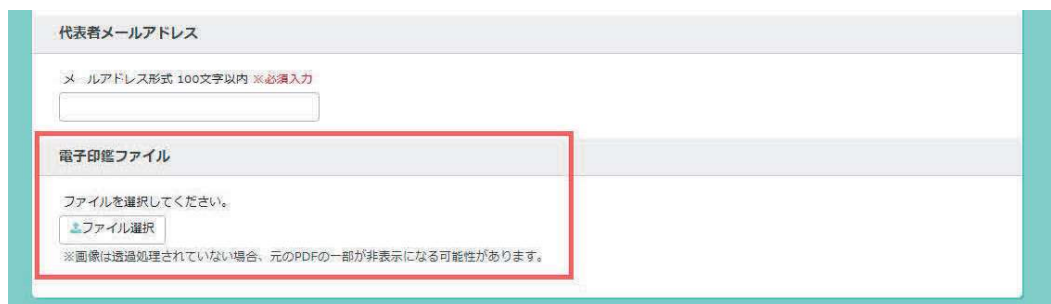 代表者メールアドレス
メールアドレス形式 100文字以内 ※必須入力
電子印鑑ファイル
ファイルを選択してください。
ファイル選択
※画像は透過処理されていない場合、元のPDFの一部が非表示になる可能性があります。